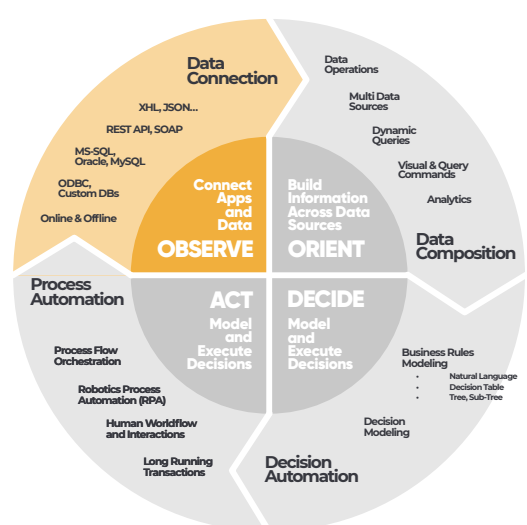 Data
Connection
XHL, JSON...
REST API, SOAP
MS-SQL,
Oracle, MySQL
ODBC,
Custom DBs
Online & Offline
Connect
Apps
and
Data
OBSERVE
Data
Operations
Multi Data
Sources
Dynamic
Queries
Visual & Query
Commands
Analytics
Data
Composition
Build
Information
Across Data
Sources
ORIENT
DECIDE
Model
and
Execute
Decisions
Business Rules
Modeling
• Natural Language
• Decision Table
• Tree, Sub-Tree
Decision
Modeling
Decision
Automation
ACT
Model
and
Execute
Decisions
Process
Automation
Process Flow
Orchestration
Robotics Process
Automation (RPA)
Human Worldflow
and Interactions
Long Running
Transactions